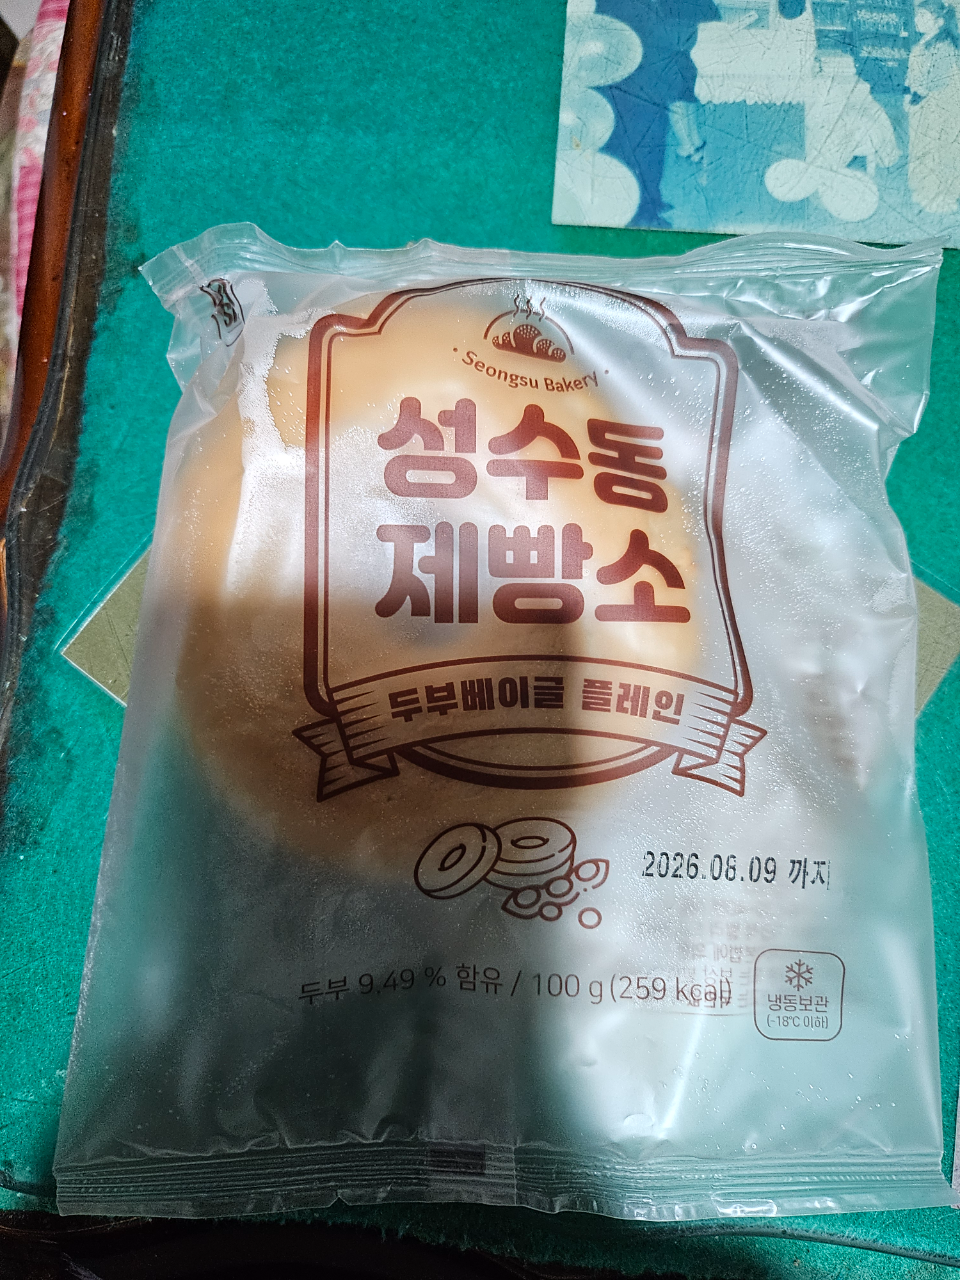 Seongsu Bakery
성수동
제빵소
두부베이글 플레인
2026.08.09 까지
두부 9.49 % 함유 / 100 g (259 kcal)
냉동보관
(-18℃ 이하)